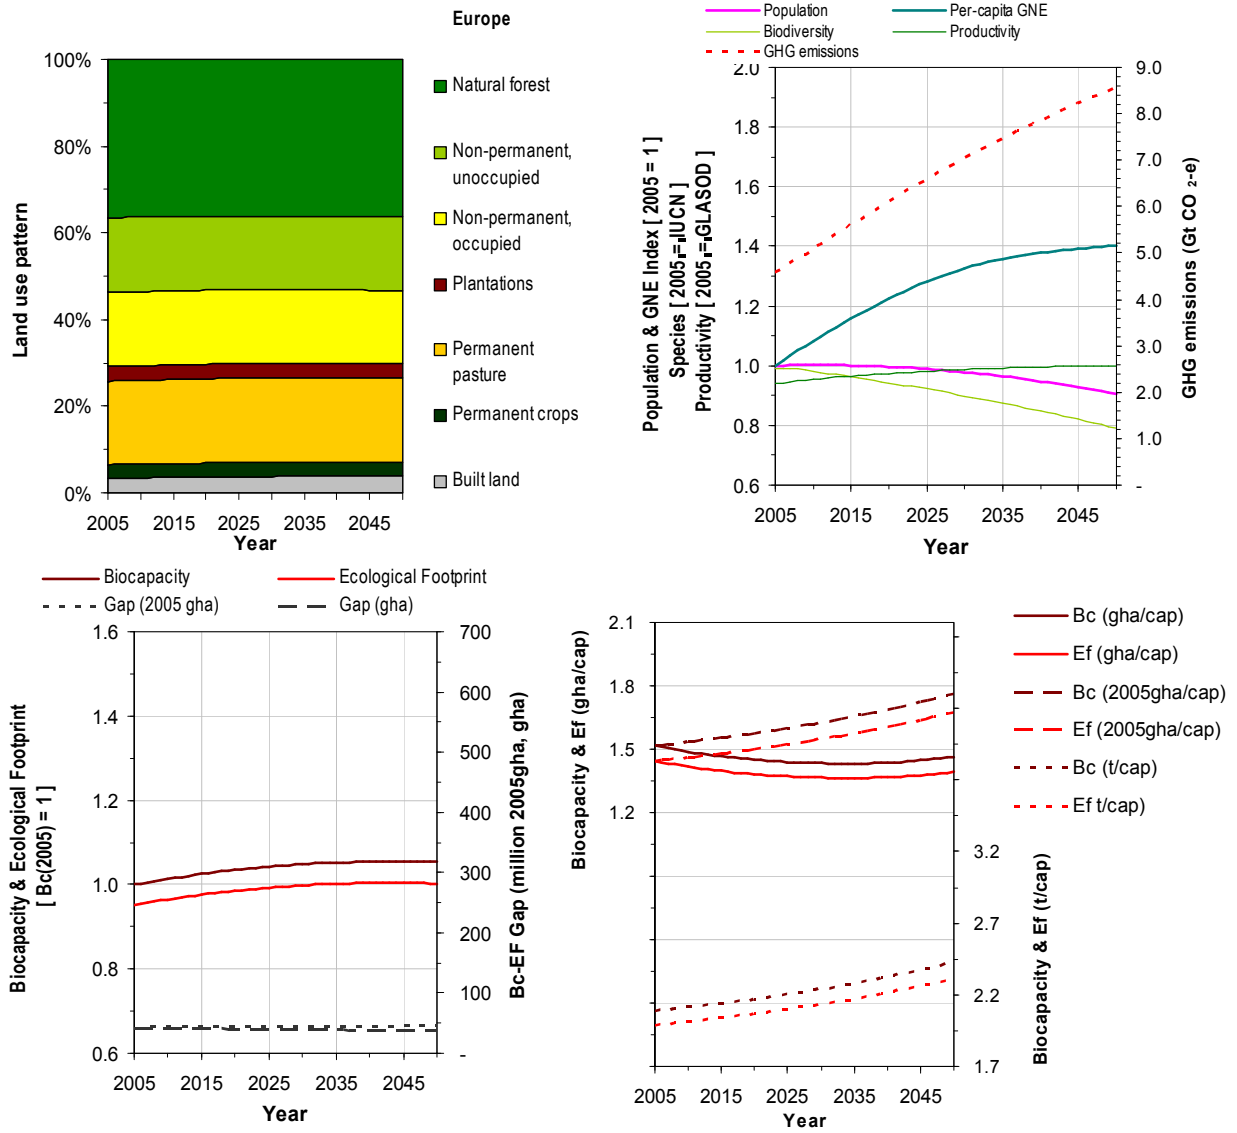 Europe
100%
80%
60%
40%
20%
0%
Land use pattern
2005
2015
2025
2035
2045
Year
Natural forest
Non-permanent,
unoccupied
Non-permanent,
occupied
Plantations
Permanent
pasture
Permanent crops
Built land
Population
Per-capita GNE
Biodiversity
Productivity
GHG emissions
2.0
1.8
1.6
1.4
1.2
1.0
0.8
0.6
Population & GNE Index [ 2005 = 1 ]
Species [ 2005 = IUCN ]
Productivity [ 2005 = GLASOD ]
9.0
8.0
7.0
6.0
5.0
4.0
3.0
2.0
1.0
-
GHG emissions (Gt CO 2-e)
2005
2015
2025
2035
2045
Year
Biocapacity
Ecological Footprint
Gap (2005 gha)
Gap (gha)
1.6
1.4
1.2
1.0
0.8
0.6
Biocapacity & Ecological Footprint
[ Bc(2005) = 1 ]
700
600
500
400
300
200
100
-
Bc-EF Gap (million 2005gha, gha)
2005
2015
2025
2035
2045
Year
2.1
1.8
1.5
1.2
Biocapacity & Ef (gha/cap)
3.2
2.7
2.2
1.7
Biocapacity & Ef (t/cap)
2005
2015
2025
2035
2045
Year
Bc (gha/cap)
Ef (gha/cap)
Bc (2005gha/cap)
Ef (2005gha/cap)
Bc (t/cap)
Ef t/cap)